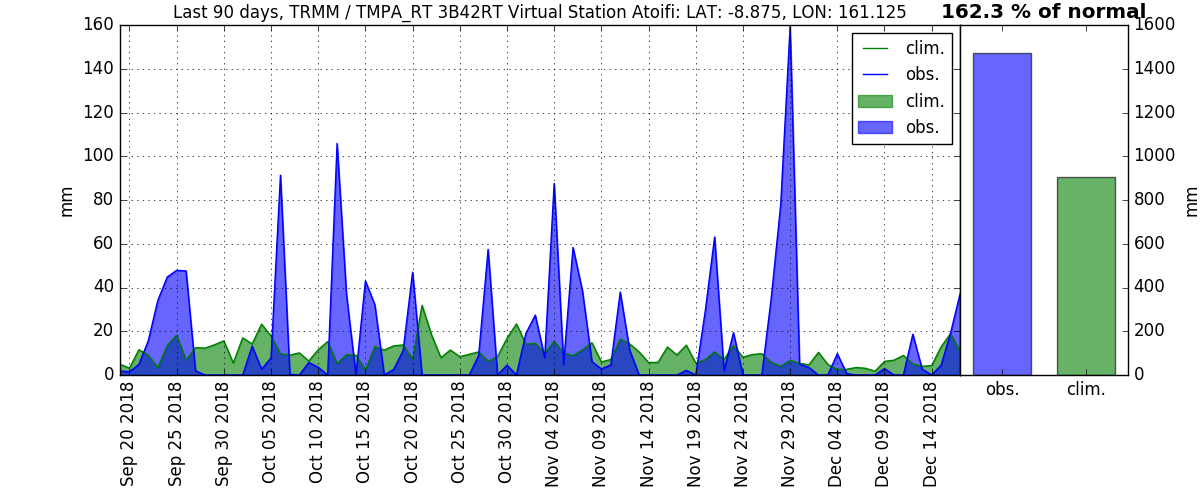 Last 90 days, TRMM / TMPA_RT 3B42RT Virtual Station Atoifi: LAT: -8.875, LON: 161.125
162.3 % of normal
160
140
120
100
80
60
40
20
0
mm
clim.
obs.
clim.
obs.
1600
1400
1200
1000
800
600
400
200
0
mm
Sep 20 2018
Sep 25 2018
Sep 30 2018
Oct 05 2018
Oct 10 2018
Oct 15 2018
Oct 20 2018
Oct 25 2018
Oct 30 2018
Nov 04 2018
Nov 09 2018
Nov 14 2018
Nov 19 2018
Nov 24 2018
Nov 29 2018
Dec 04 2018
Dec 09 2018
Dec 14 2018
obs.
clim.